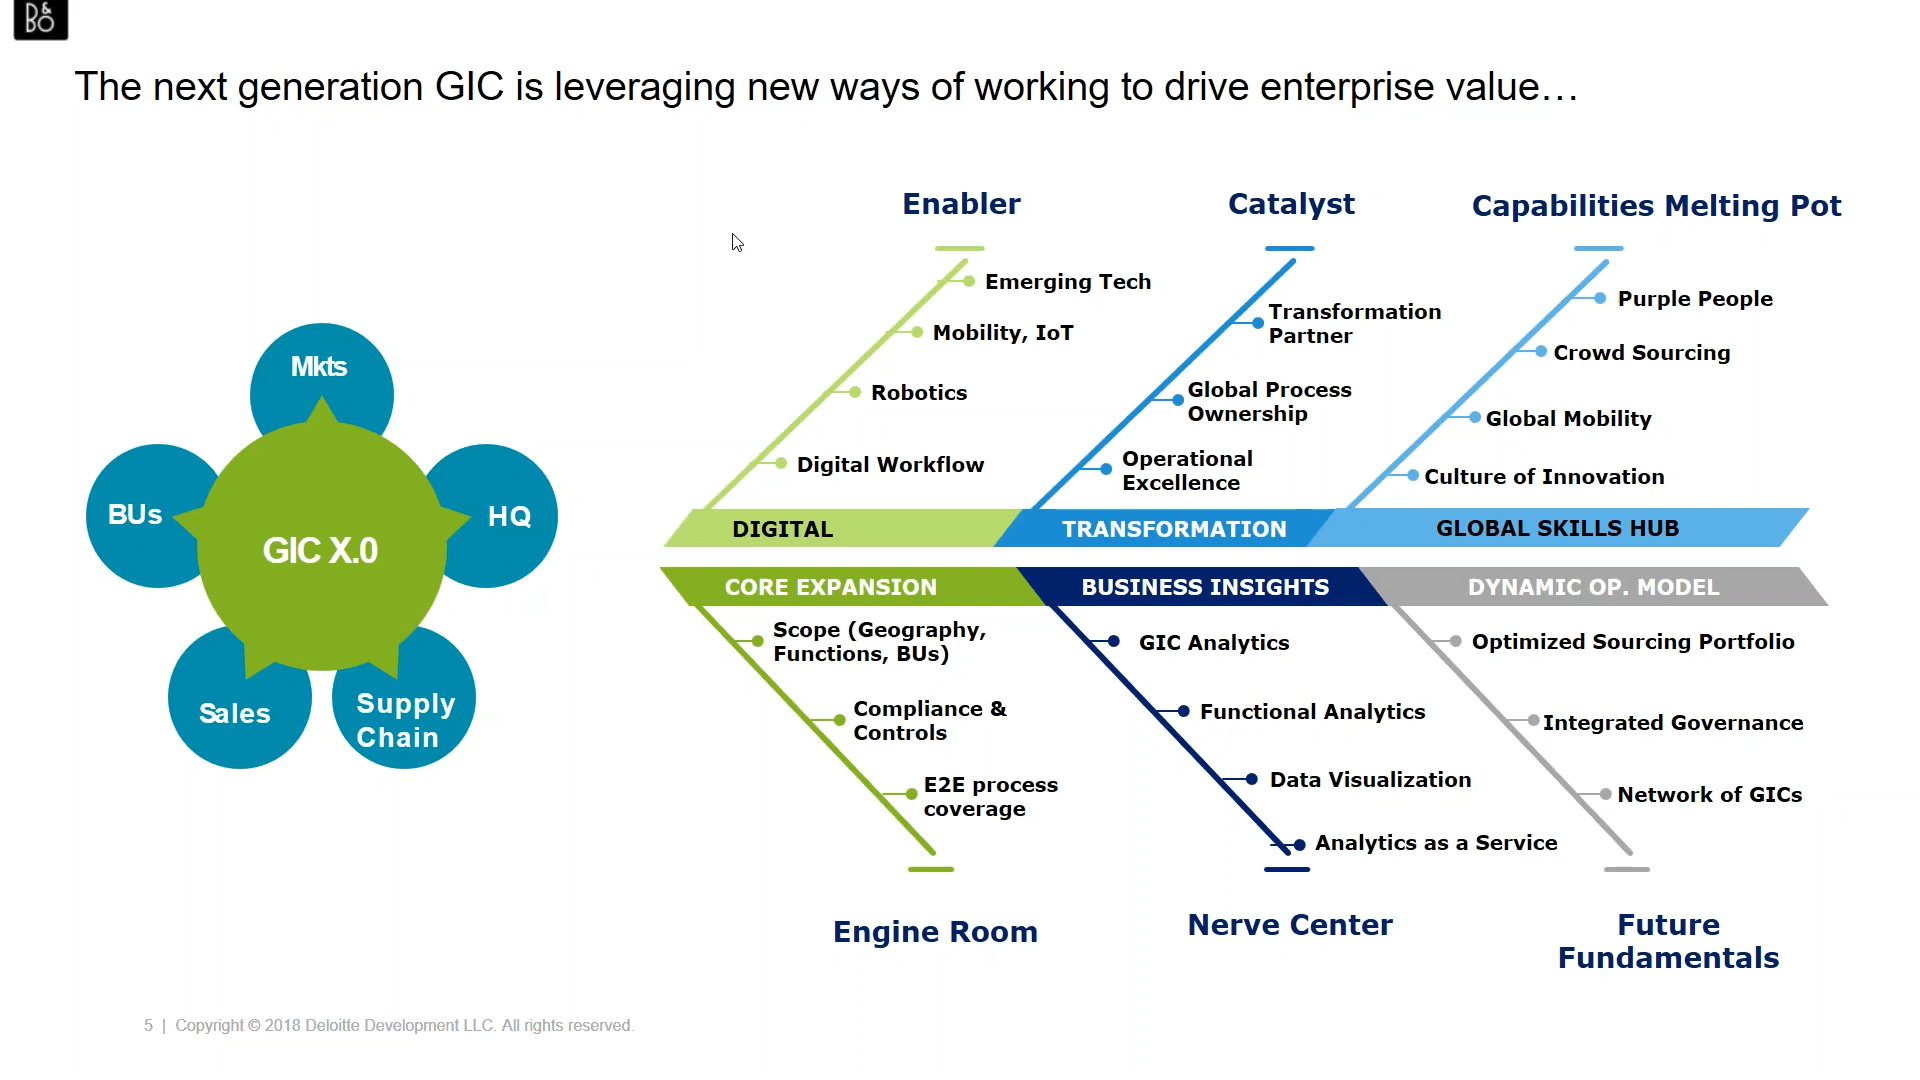 B&O
The next generation GIC is leveraging new ways of working to drive enterprise value…
Mkts
BUs
HQ
GIC X.0
Sales
Supply
Chain
Enabler
Emerging Tech
Mobility, IoT
Robotics
Digital Workflow
DIGITAL
Catalyst
Transformation
Partner
Global Process
Ownership
Operational
Excellence
TRANSFORMATION
Capabilities Melting Pot
Purple People
Crowd Sourcing
Global Mobility
Culture of Innovation
GLOBAL SKILLS HUB
CORE EXPANSION
Scope (Geography,
Functions, BUs)
Compliance &
Controls
E2E process
coverage
Engine Room
BUSINESS INSIGHTS
GIC Analytics
Functional Analytics
Data Visualization
Analytics as a Service
Nerve Center
DYNAMIC OP. MODEL
Optimized Sourcing Portfolio
Integrated Governance
Network of GICs
Future
Fundamentals
5 | Copyright © 2018 Deloitte Development LLC. All rights reserved.